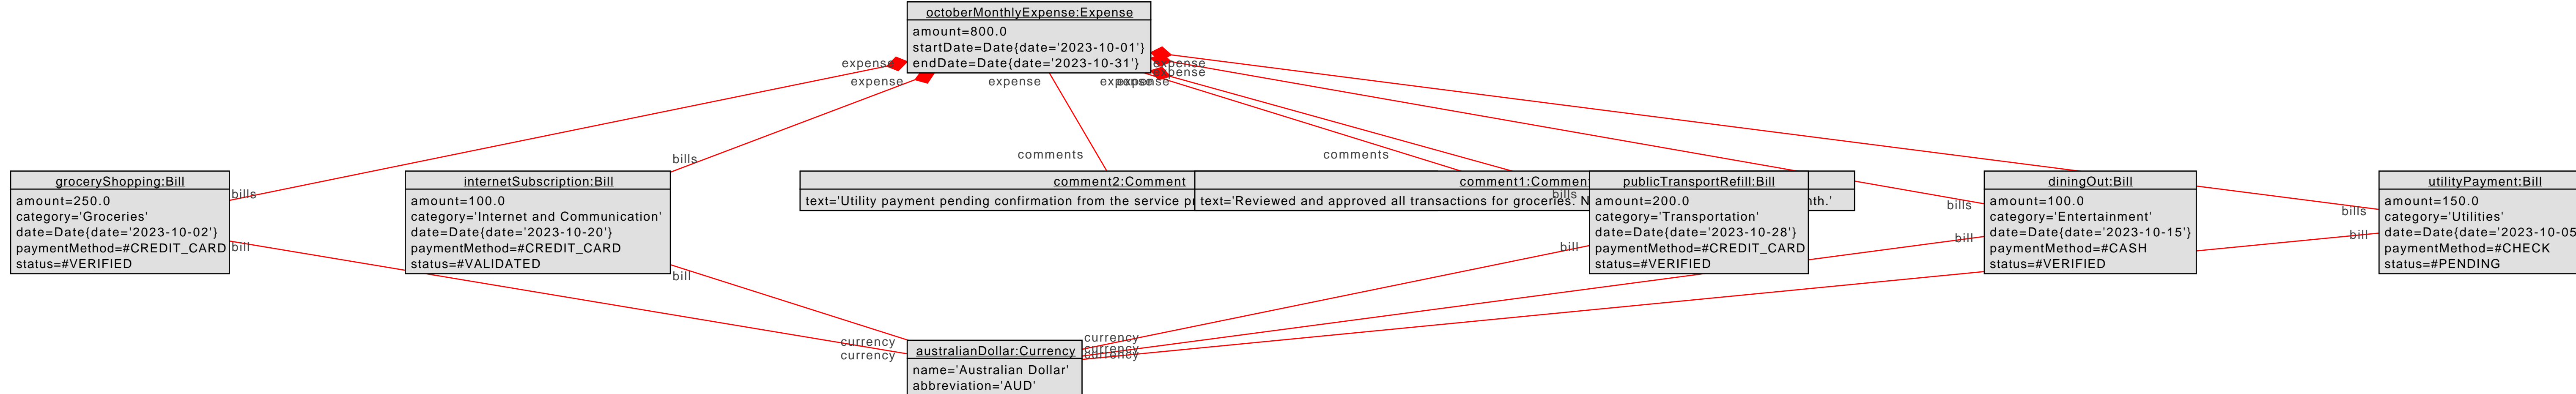 octoberMonthlyExpense:Expense
amount=800.0
startDate=Date{date='2023-10-01'}
endDate=Date{date='2023-10-31'}
expense
expense
expense
expense
expense
expense
expense
bills
bills
comments
comments
bills
bills
bills
groceryShopping:Bill
amount=250.0
category='Groceries'
date=Date{date='2023-10-02'}
paymentMethod=#CREDIT_CARD
status=#VERIFIED
internetSubscription:Bill
amount=100.0
category='Internet and Communication'
date=Date{date='2023-10-20'}
paymentMethod=#CREDIT_CARD
status=#VALIDATED
comment2:Comment
text='Utility payment pending confirmation from the service
comment1:Commen
text='Reviewed and approved all transactions for groceries.
publicTransportRefill:Bill
amount=200.0
category='Transportation'
date=Date{date='2023-10-28'}
paymentMethod=#CREDIT_CARD
status=#VERIFIED
diningOut:Bill
amount=100.0
category='Entertainment'
date=Date{date='2023-10-15'}
paymentMethod=#CASH
status=#VERIFIED
utilityPayment:Bill
amount=150.0
category='Utilities'
date=Date{date='2023-10-05
paymentMethod=#CHECK
status=#PENDING
bill
bill
bill
bill
bill
currency
currency
currency
currency
currency
australianDollar:Currency
name='Australian Dollar'
abbreviation='AUD'